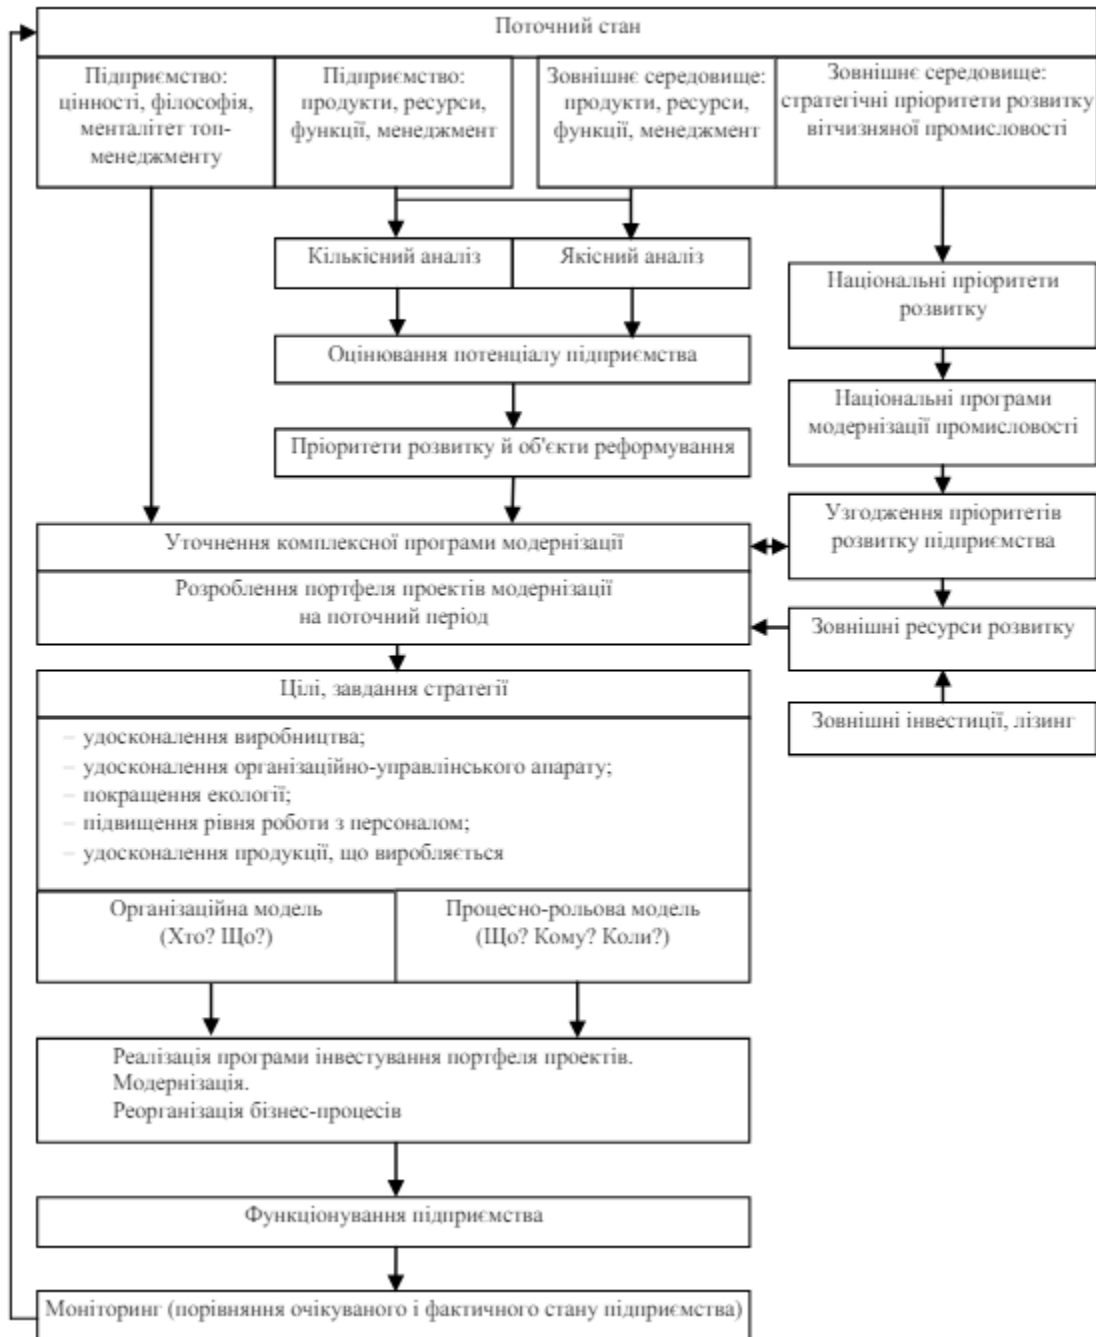 Поточний стан
Підприємство:
цінності, філософія,
менталітет топ-
менеджменту
Підприємство:
продукти, ресурси,
функції, менеджмент
Зовнішнє середовище:
продукти, ресурси,
функції, менеджмент
Зовнішнє середовище:
стратегічні пріоритети розвитку
вітчизняної промисловості
Кількісний аналіз
Якісний аналіз
Національні пріоритети
розвитку
Оцінювання потенціалу підприємства
Національні програми
модернізації промисловості
Пріоритети розвитку й об'єкти реформування
Узгодження пріоритетів
розвитку підприємства
Уточнення комплексної програми модернізації
Розроблення портфеля проектів модернізації
на поточний період
Зовнішні ресурси розвитку
Цілі, завдання стратегії
Зовнішні інвестиції, лізинг
– удосконалення виробництва;
– удосконалення організаційно-управлінського апарату;
– покращення екології;
– підвищення рівня роботи з персоналом;
– удосконалення продукції, що виробляється
Організаційна модель
(Хто? Що?)
Процесно-рольова модель
(Що? Кому? Коли?)
Реалізація програми інвестування портфеля проектів.
Модернізація.
Реорганізація бізнес-процесів
Функціонування підприємства
Моніторинг (порівняння очікуваного і фактичного стану підприємства)